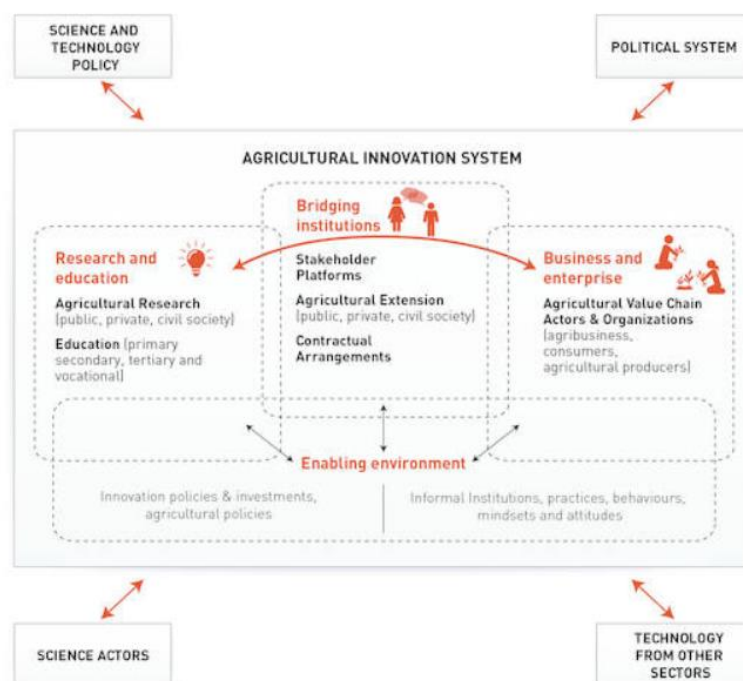 SCIENCE AND
TECHNOLOGY
POLICY
POLITICAL SYSTEM
AGRICULTURAL INNOVATION SYSTEM
Bridging
institutions
Stakeholder
Platforms
Agricultural Extension
(public, private, civil society)
Contractual
Arrangements
Research and
education
Agricultural Research
(public, private, civil society)
Education (primary
secondary, tertiary and
vocational)
Business and
enterprise
Agricultural Value Chain
Actors & Organizations
(agribusiness,
consumers,
agricultural producers)
Enabling environment
Innovation policies & investments,
agricultural policies
Informal Institutions, practices, behaviours,
mindsets and attitudes
SCIENCE ACTORS
TECHNOLOGY
FROM OTHER
SECTORS